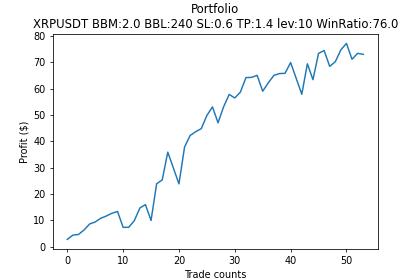 Portfolio
XRPUSDT BBM:2.0 BBL:240 SL:0.6 TP:1.4 lev:10 WinRatio:76.0
80
70
60
50
40
30
20
10
0
Profit ($)
0 10 20 30 40 50
Trade counts